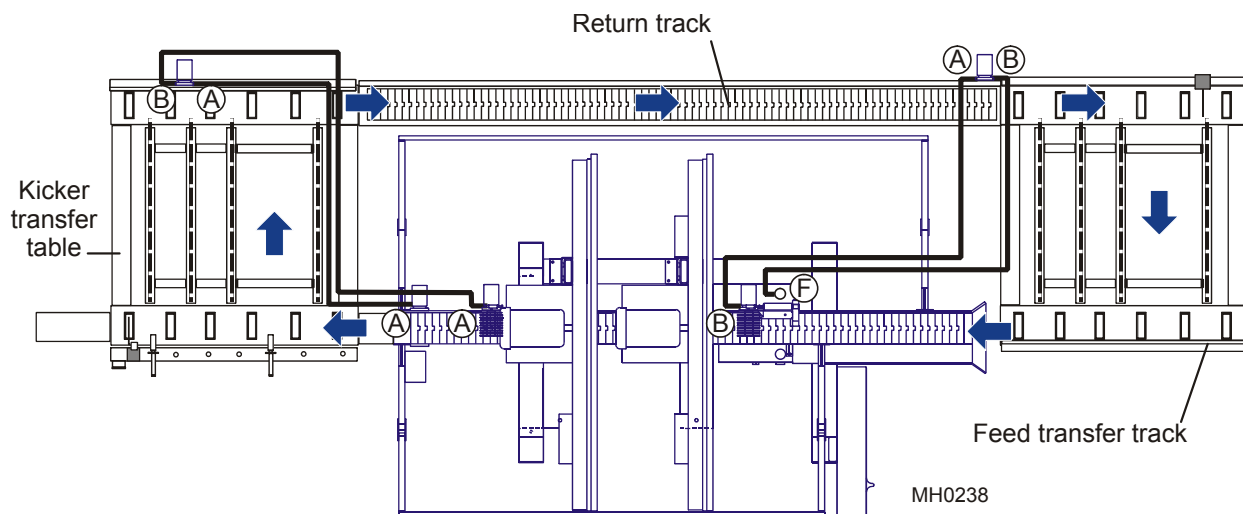 Return track
A
B
B
A
Kicker
transfer
table
F
A
A
B
Feed transfer track
MH0238